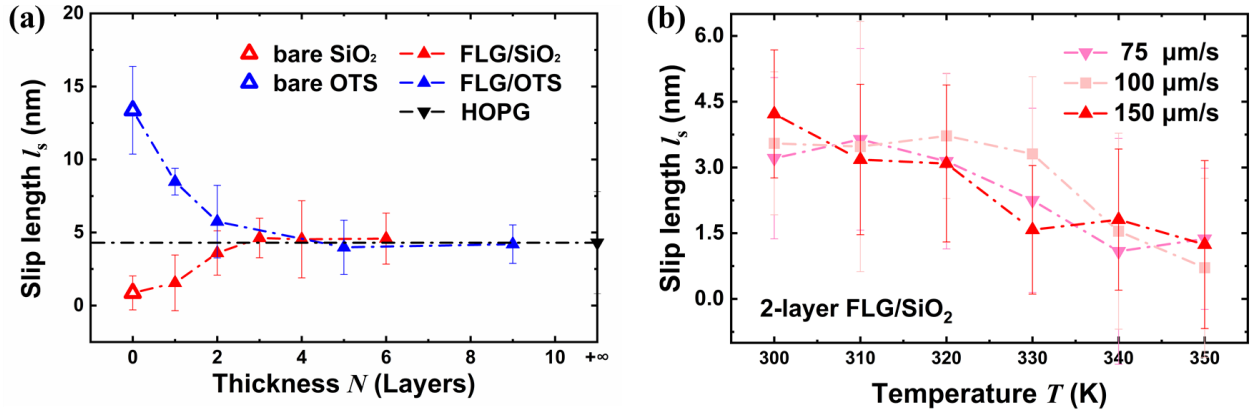 (a)
20
15
10
5
0
Slip length lₛ (nm)
bare SiO₂
bare OTS
FLG/SiO₂
FLG/OTS
HOPG
0 2 4 6 8 10 +∞
Thickness N (Layers)
(b)
6.0
4.5
3.0
1.5
0.0
Slip length lₛ (nm)
75 μm/s
100 μm/s
150 μm/s
2-layer FLG/SiO₂
300 310 320 330 340 350
Temperature T (K)